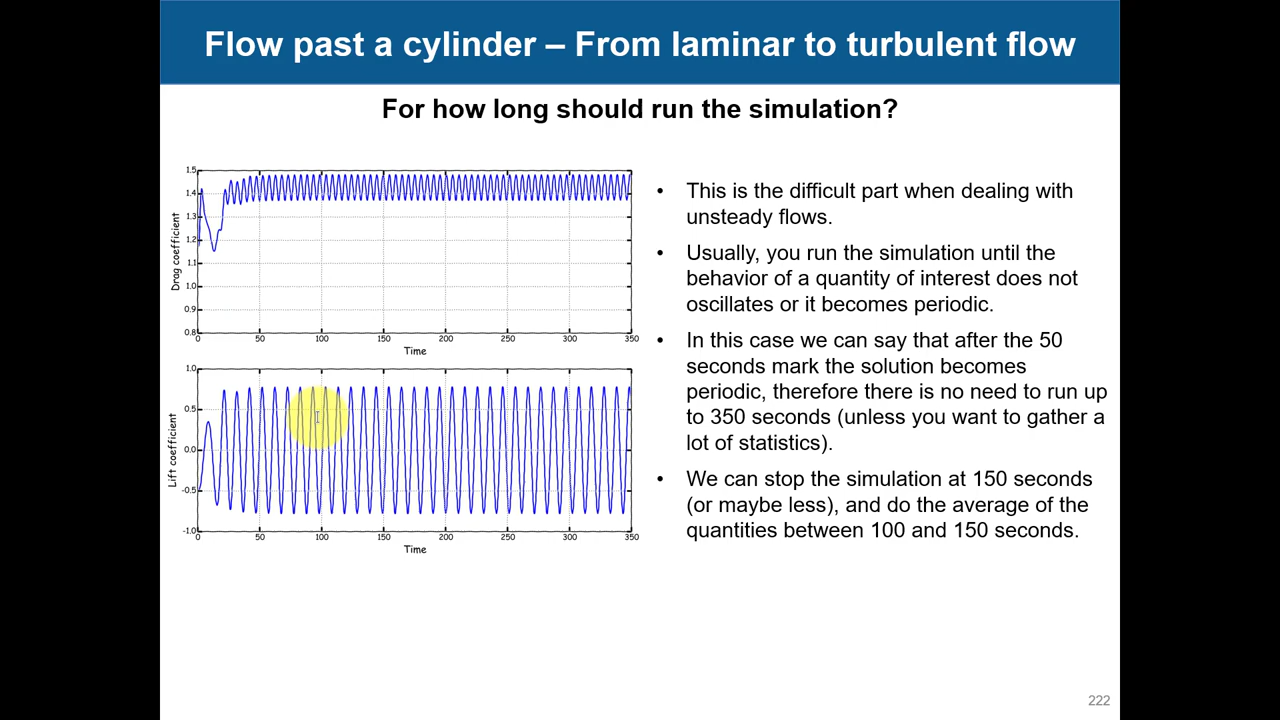 Flow past a cylinder – From laminar to turbulent flow
For how long should run the simulation?
1.5
1.4
1.3
1.2
1.1
1.0
0.9
0.8
Drag coefficient
0 50 100 150 200 250 300 350
Time
1.0
0.5
0.0
-0.5
-1.0
Lift coefficient
0 50 100 150 200 250 300 350
Time
• This is the difficult part when dealing with
unsteady flows.
• Usually, you run the simulation until the
behavior of a quantity of interest does not
oscillates or it becomes periodic.
• In this case we can say that after the 50
seconds mark the solution becomes
periodic, therefore there is no need to run up
to 350 seconds (unless you want to gather a
lot of statistics).
• We can stop the simulation at 150 seconds
(or maybe less), and do the average of the
quantities between 100 and 150 seconds.
222